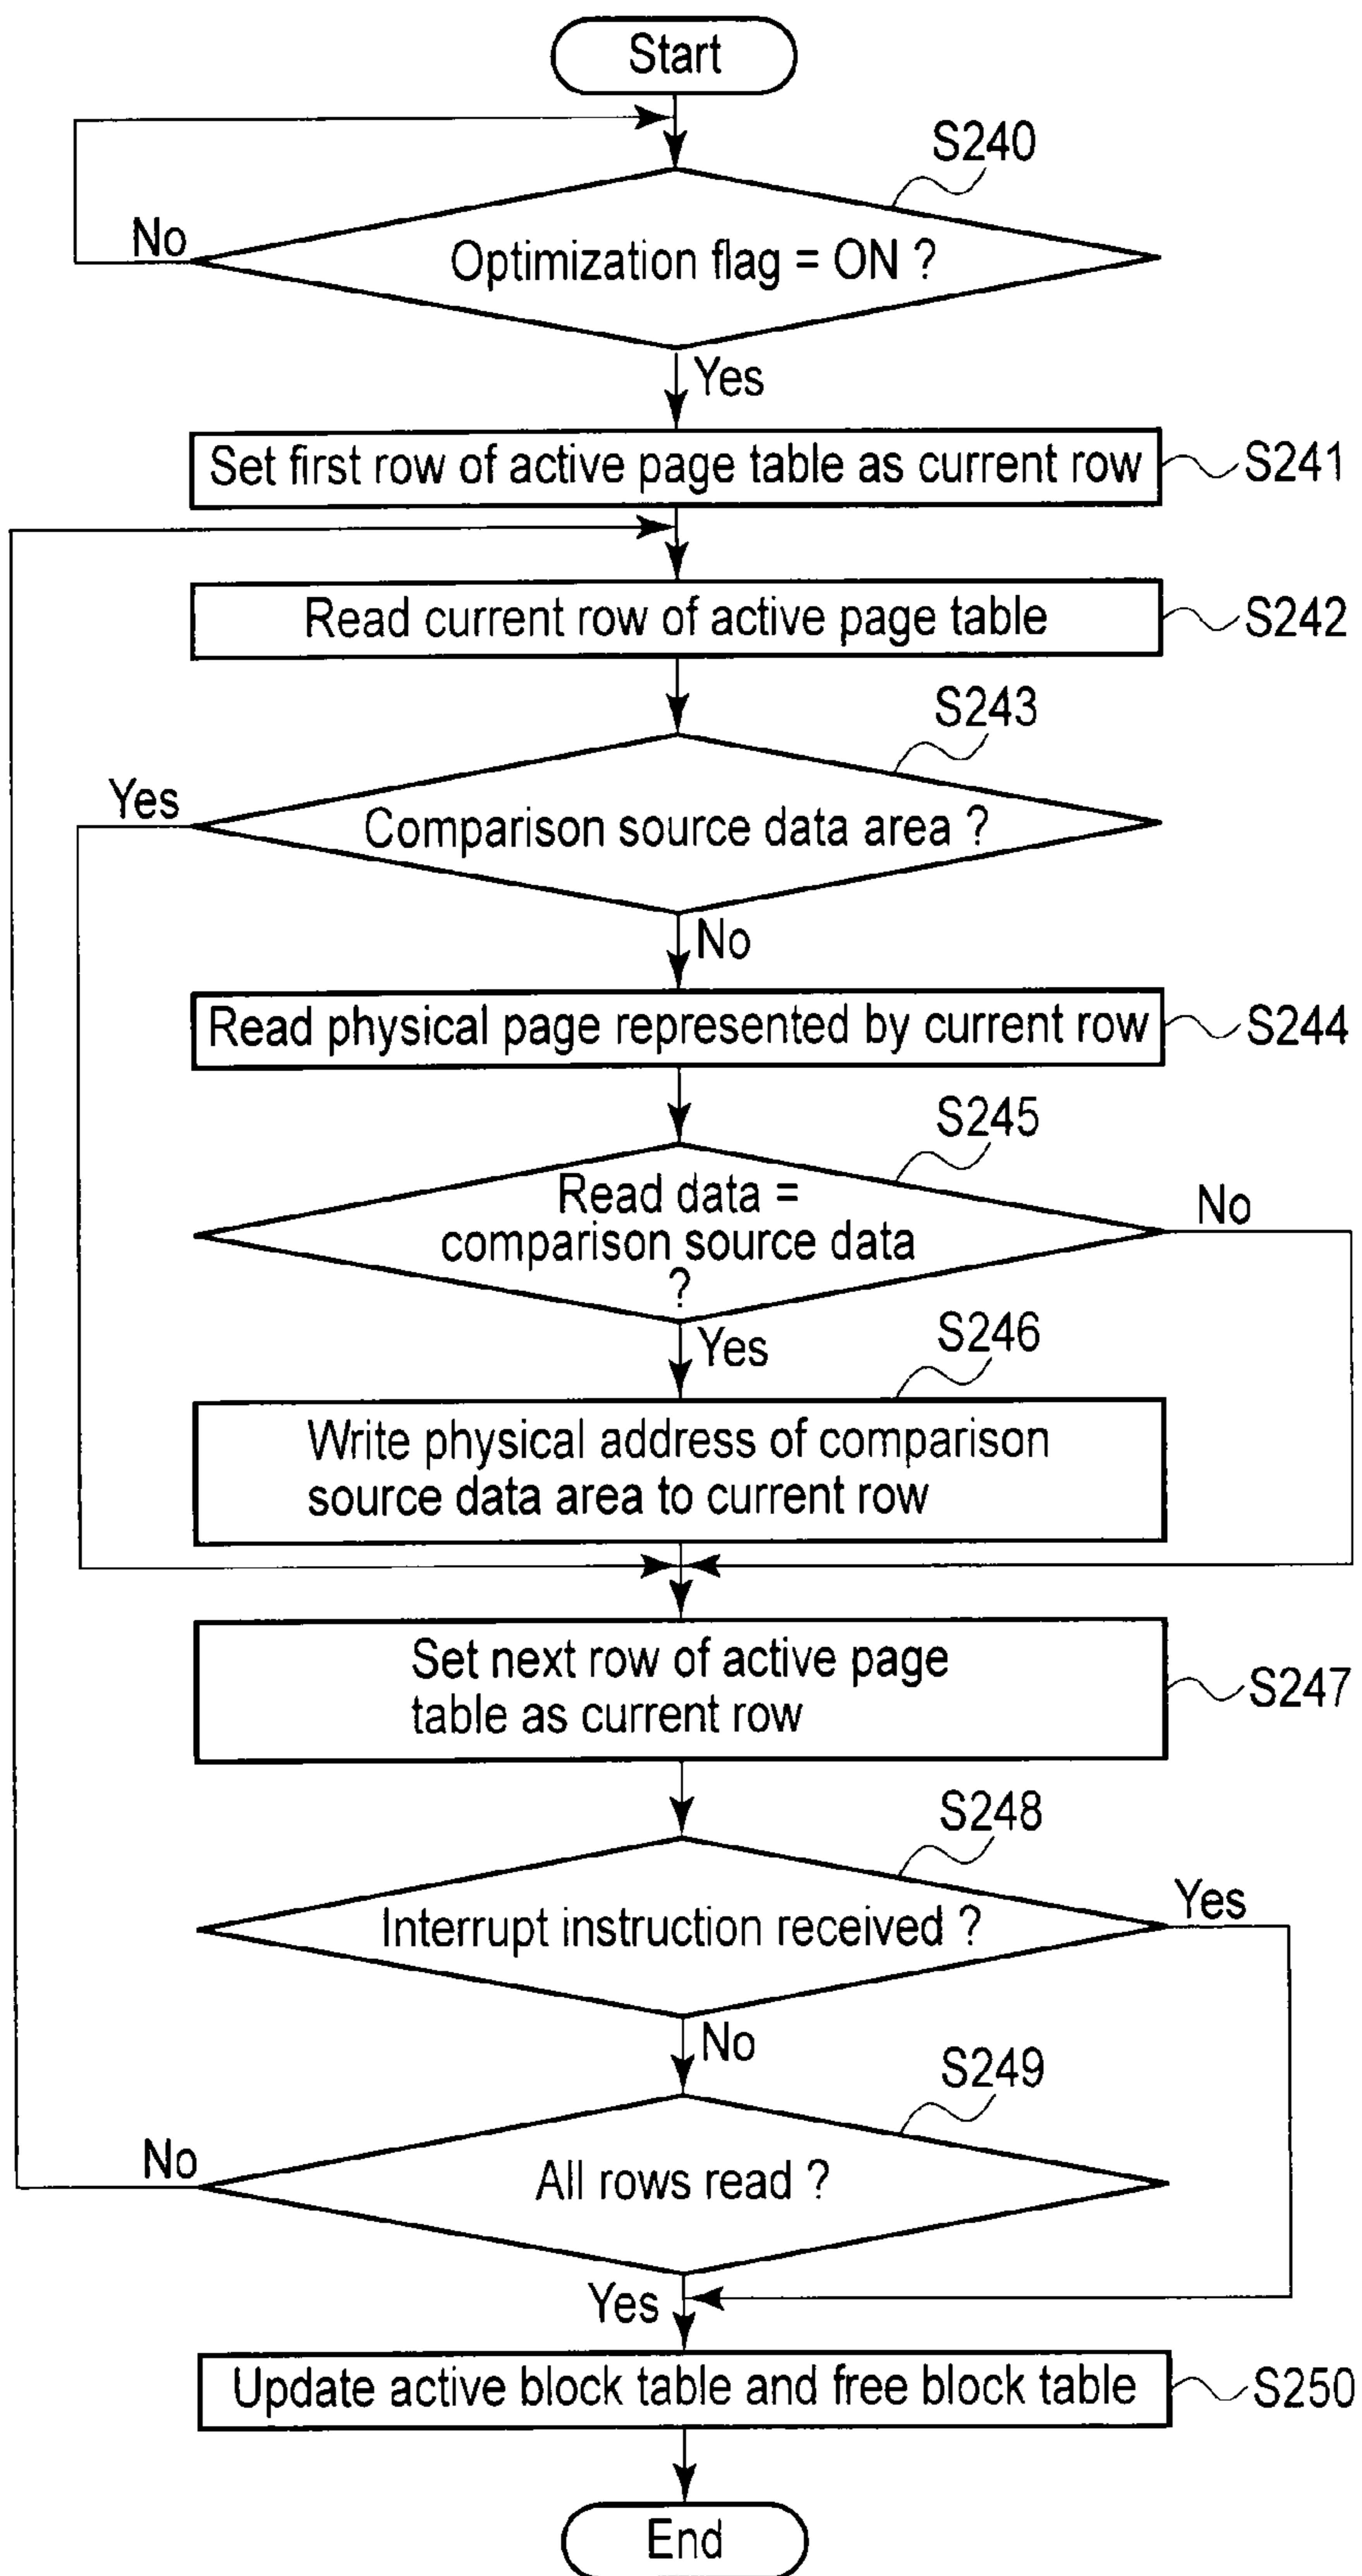 Start
S240
No
Optimization flag = ON ?
Yes
Set first row of active page table as current row
S241
Read current row of active page table
S242
S243
Yes
Comparison source data area ?
No
Read physical page represented by current row
S244
S245
Read data =
comparison source data
?
No
Yes
S246
Write physical address of comparison
source data area to current row
Set next row of active page
table as current row
S247
S248
Interrupt instruction received ?
Yes
No
S249
No
All rows read ?
Yes
Update active block table and free block table
S250
End